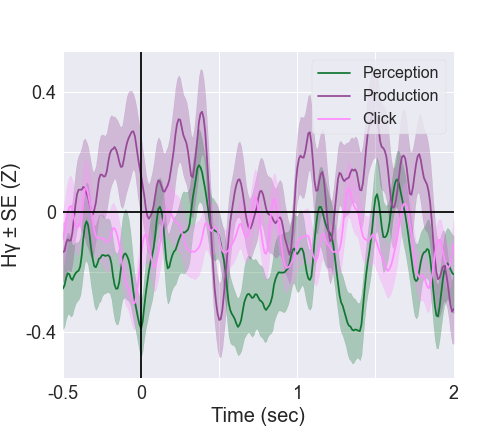 Perception
Production
Click
0.4
0
-0.4
Hγ ± SE (Z)
-0.5
0
1
2
Time (sec)